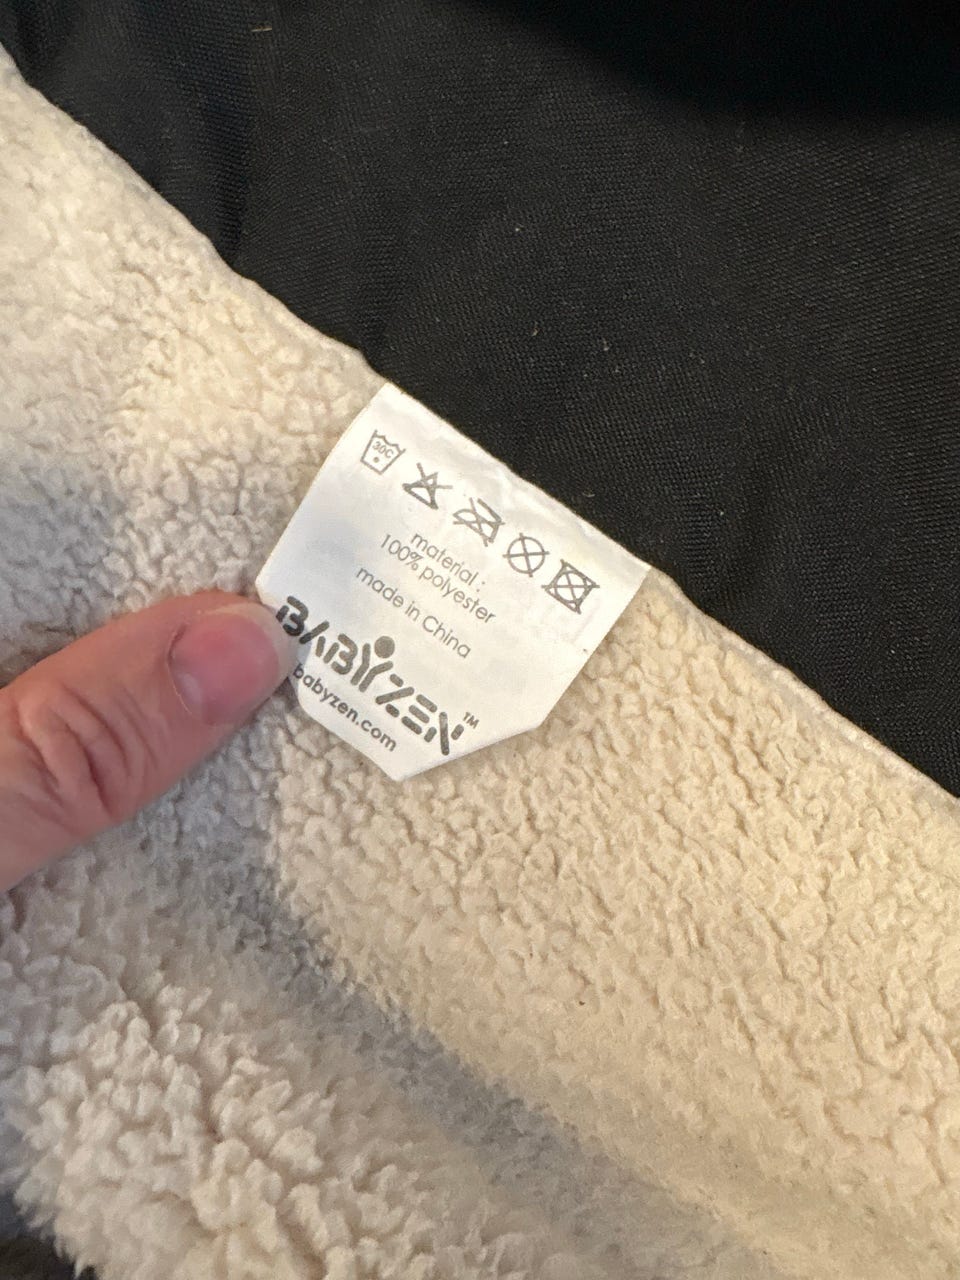 30C
material :
100% polyester
made in China
BABYZEN™
babyzen.com